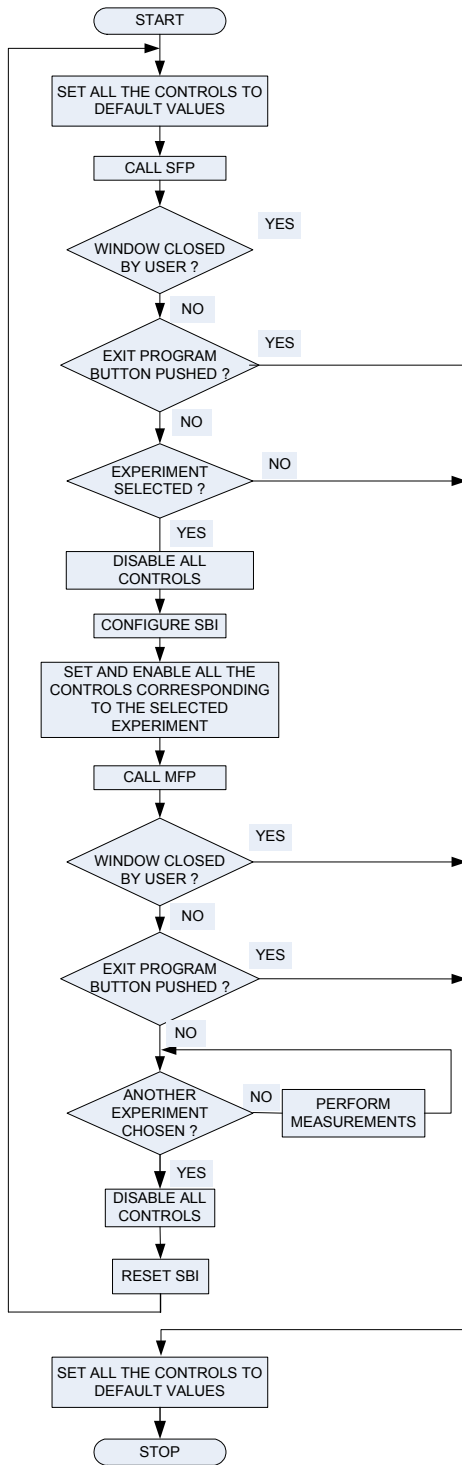 START
SET ALL THE CONTROLS TO
DEFAULT VALUES
CALL SFP
YES
WINDOW CLOSED
BY USER ?
NO
YES
EXIT PROGRAM
BUTTON PUSHED ?
NO
NO
EXPERIMENT
SELECTED ?
YES
DISABLE ALL
CONTROLS
CONFIGURE SBI
SET AND ENABLE ALL THE
CONTROLS CORRESPONDING
TO THE SELECTED
EXPERIMENT
CALL MFP
YES
WINDOW CLOSED
BY USER ?
NO
YES
EXIT PROGRAM
BUTTON PUSHED ?
NO
NO
ANOTHER
EXPERIMENT
CHOSEN ?
PERFORM
MEASUREMENTS
YES
DISABLE ALL
CONTROLS
RESET SBI
SET ALL THE CONTROLS TO
DEFAULT VALUES
STOP